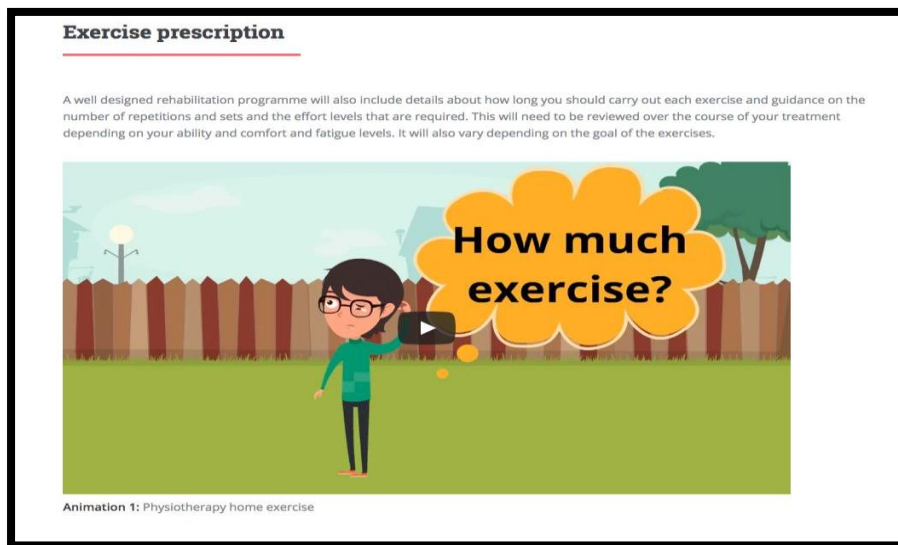 Exercise prescription
A well designed rehabilitation programme will also include details about how long you should carry out each exercise and guidance on the
number of repetitions and sets and the effort levels that are required. This will need to be reviewed over the course of your treatment
depending on your ability and comfort and fatigue levels. It will also vary depending on the goal of the exercises.
How much
exercise?
Animation 1: Physiotherapy home exercise